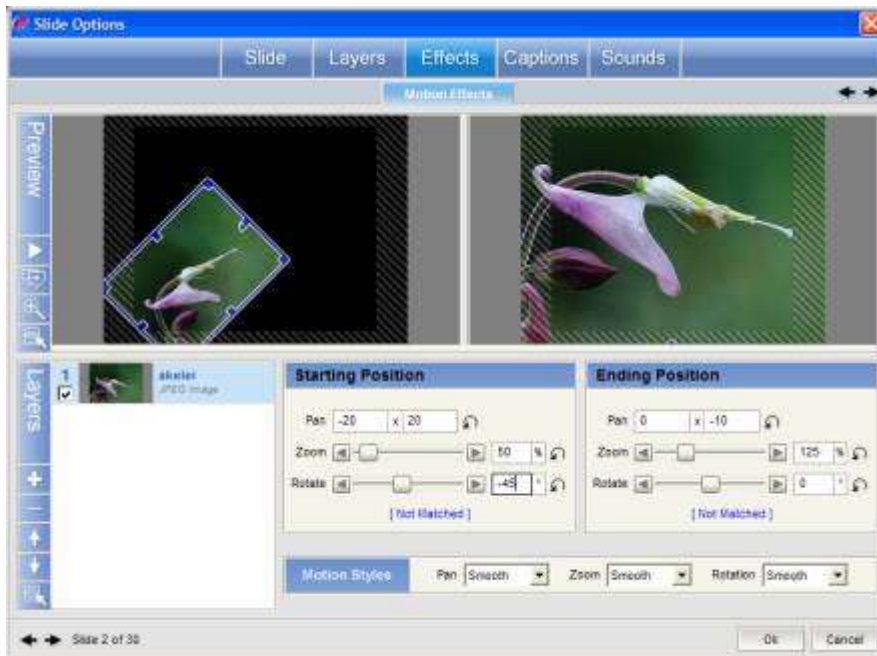 Slide Options
Slide Layers Effects Captions Sounds
Motion Effects
Preview
Layers
1 akelei
JPEG Image
Starting Position
Pan -20 x 20
Zoom 50 %
Rotate -45 °
[ Not Matched ]
Ending Position
Pan 0 x -10
Zoom 125 %
Rotate 0 °
[ Not Matched ]
Motion Styles Pan Smooth Zoom Smooth Rotation Smooth
Slide 2 of 30
Ok Cancel